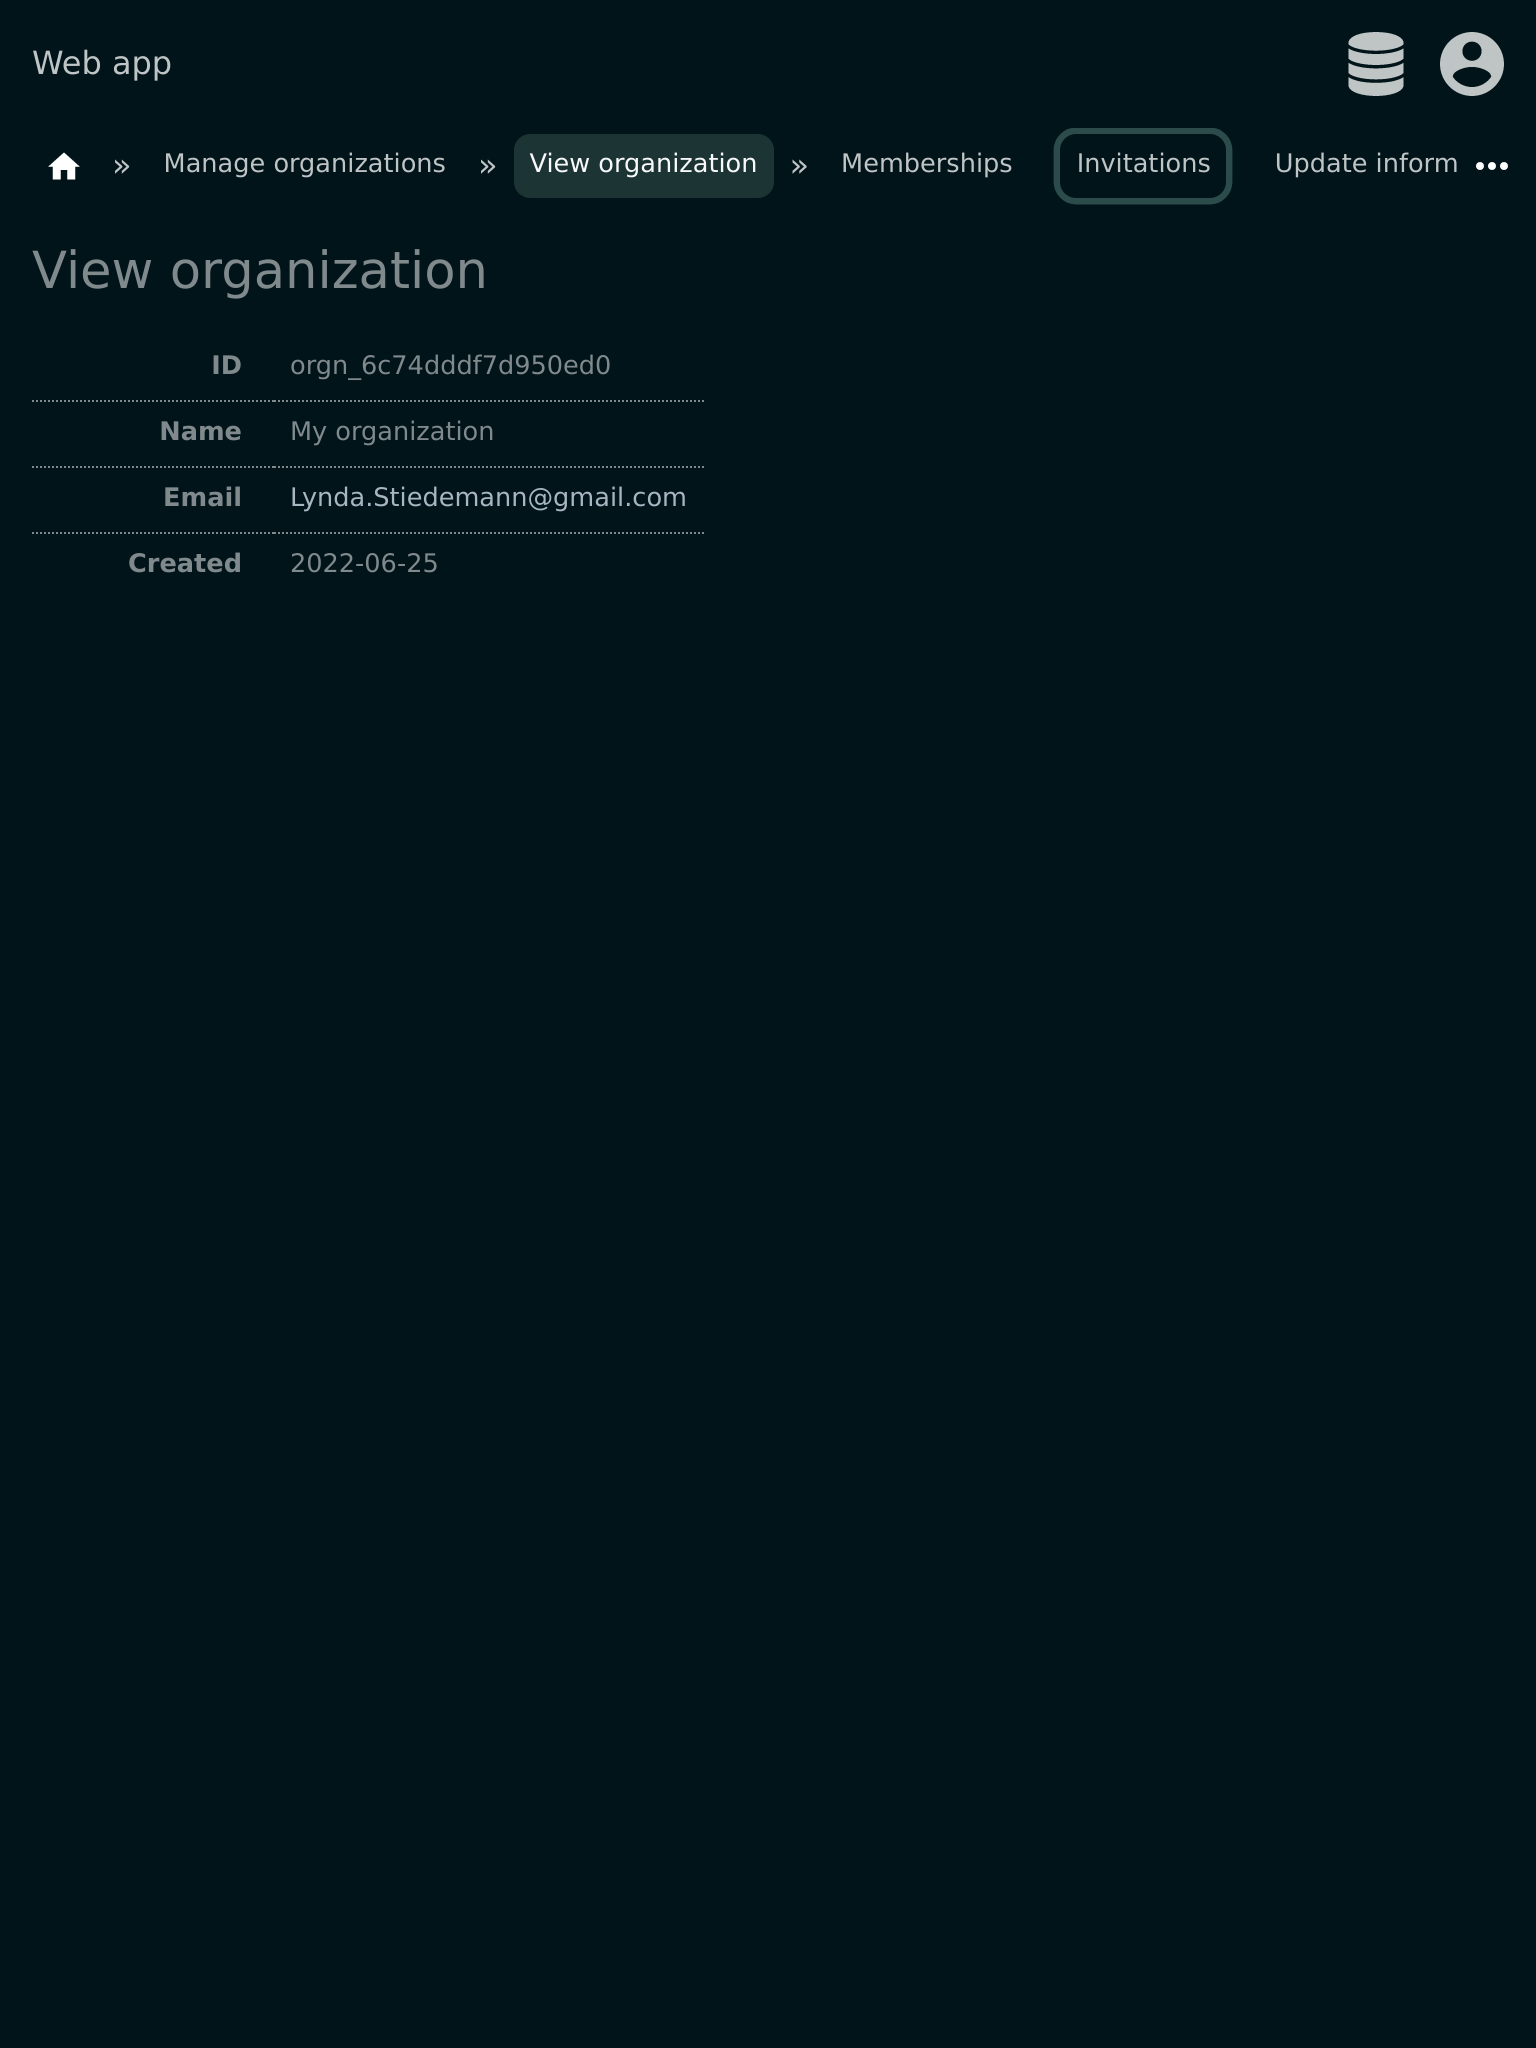 Web app
» Manage organizations » View organization » Memberships Invitations Update inform •••
View organization
ID orgn_6c74dddf7d950ed0
Name My organization
Email Lynda.Stiedemann@gmail.com
Created 2022-06-25